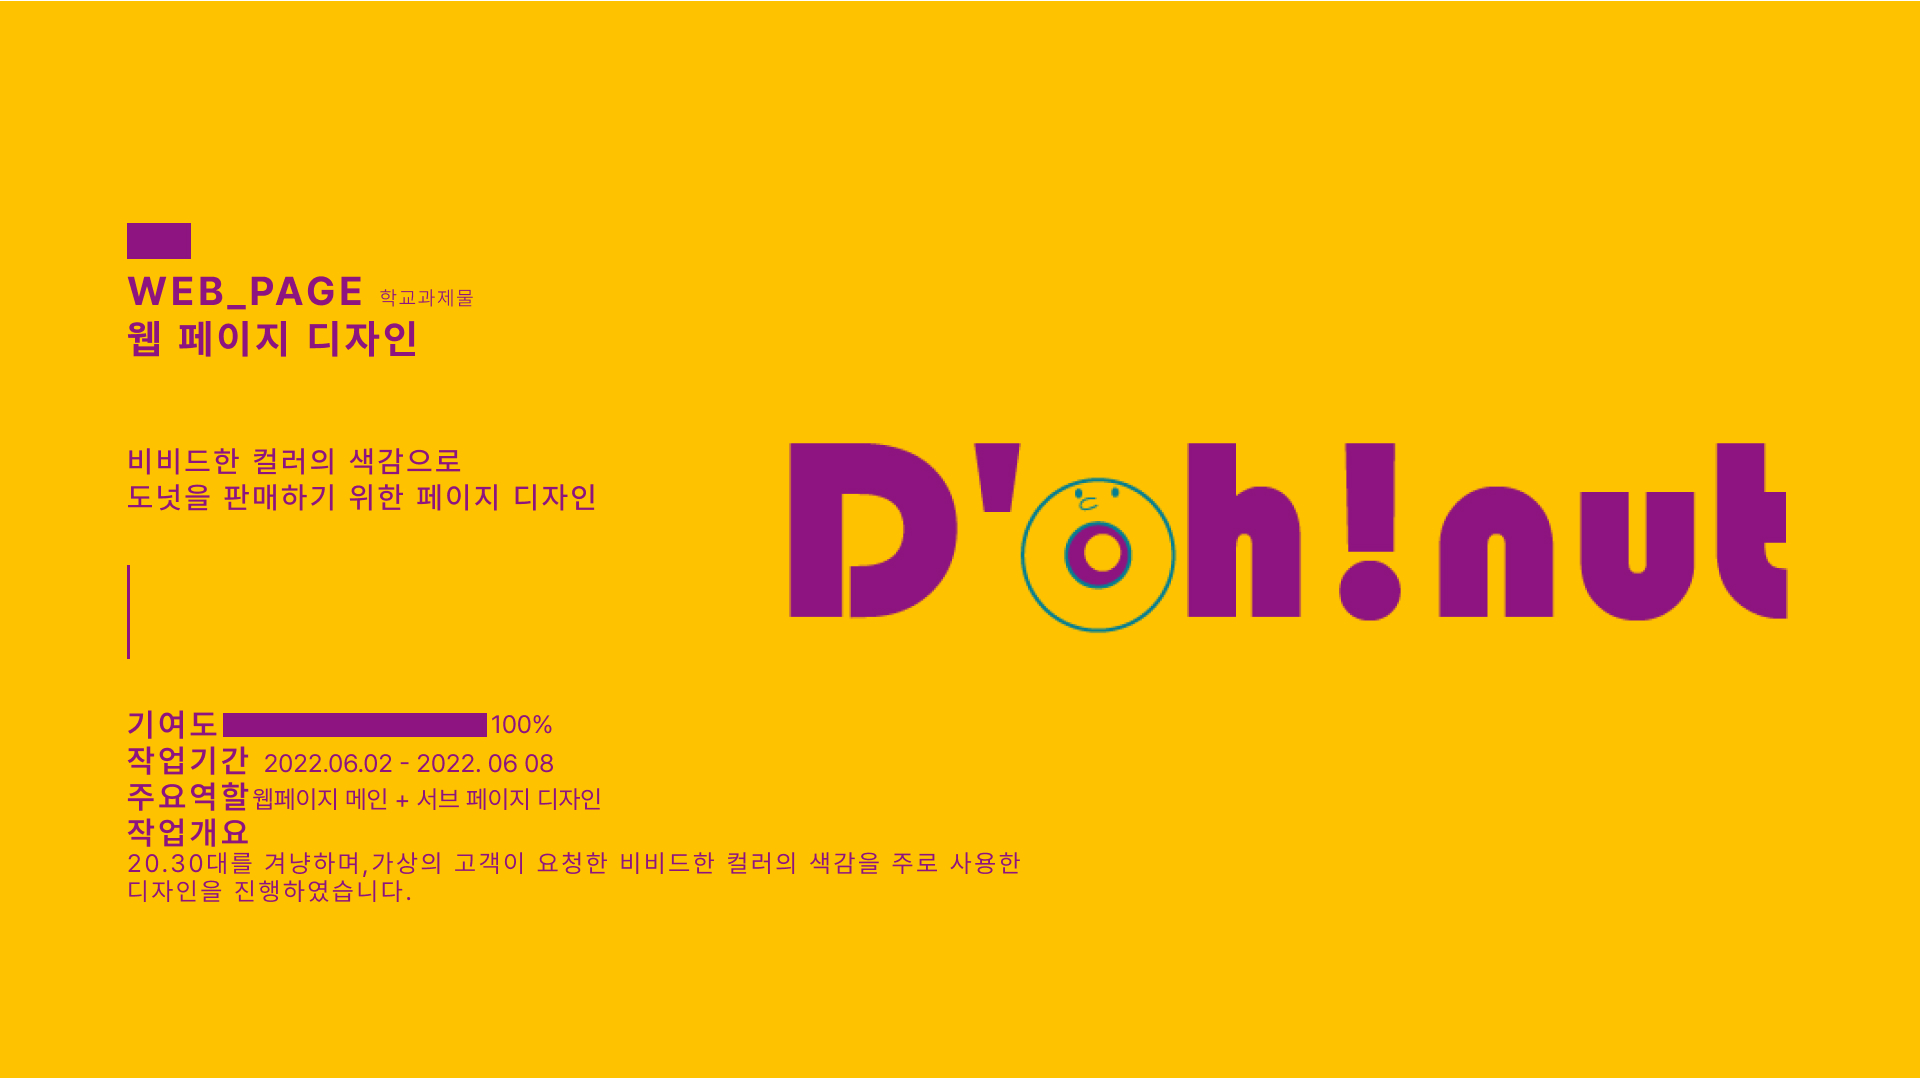 WEB_PAGE 학교과제물
웹 페이지 디자인
비비드한 컬러의 색감으로
도넛을 판매하기 위한 페이지 디자인
D'oh!nut
기여도 100%
작업기간 2022.06.02 - 2022. 06 08
주요역할 웹페이지 메인 + 서브 페이지 디자인
작업개요
20.30대를 겨냥하며,가상의 고객이 요청한 비비드한 컬러의 색감을 주로 사용한
디자인을 진행하였습니다.